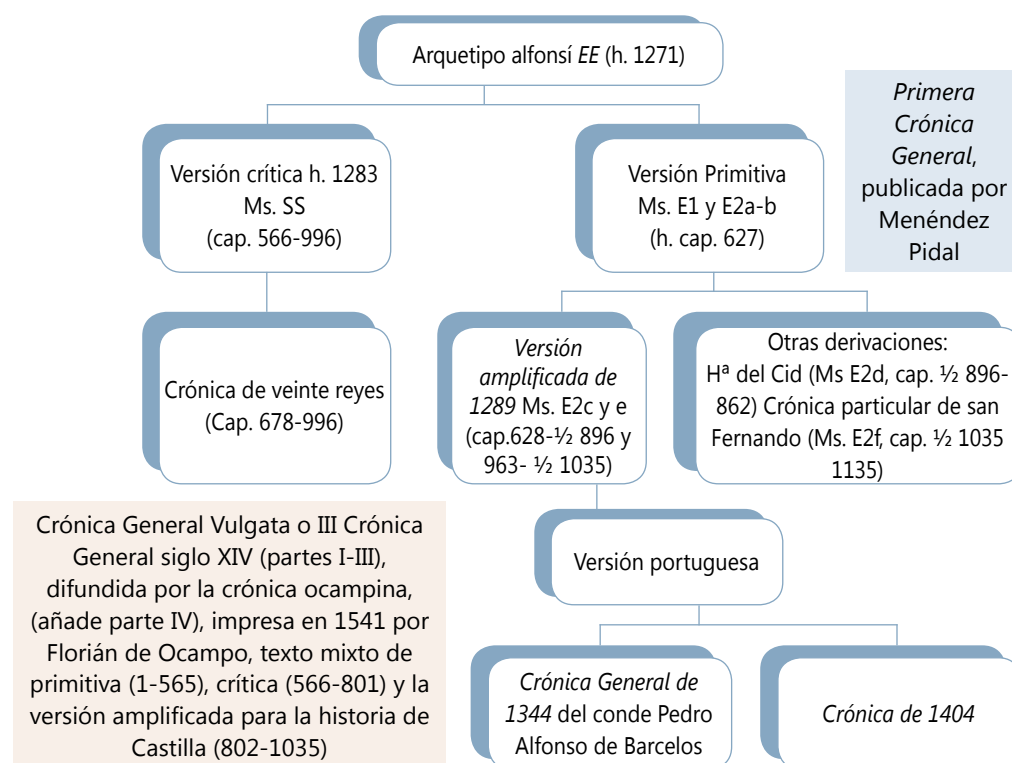 Arquetipo alfonsí EE (h. 1271)
Primera
Crónica
General,
publicada por
Menéndez
Pidal
Versión crítica h. 1283
Ms. SS
(cap. 566-996)
Versión Primitiva
Ms. E1 y E2a-b
(h. cap. 627)
Crónica de veinte reyes
(Cap. 678-996)
Versión
amplificada de
1289 Ms. E2c y e
(cap.628-½ 896 y
963- ½ 1035)
Otras derivaciones:
Hª del Cid (Ms E2d, cap. ½ 896-
862) Crónica particular de san
Fernando (Ms. E2f, cap. ½ 1035
1135)
Crónica General Vulgata o III Crónica
General siglo XIV (partes I-III),
difundida por la crónica ocampina,
(añade parte IV), impresa en 1541 por
Florián de Ocampo, texto mixto de
primitiva (1-565), crítica (566-801) y la
versión amplificada para la historia de
Castilla (802-1035)
Versión portuguesa
Crónica General de
1344 del conde Pedro
Alfonso de Barcelos
Crónica de 1404